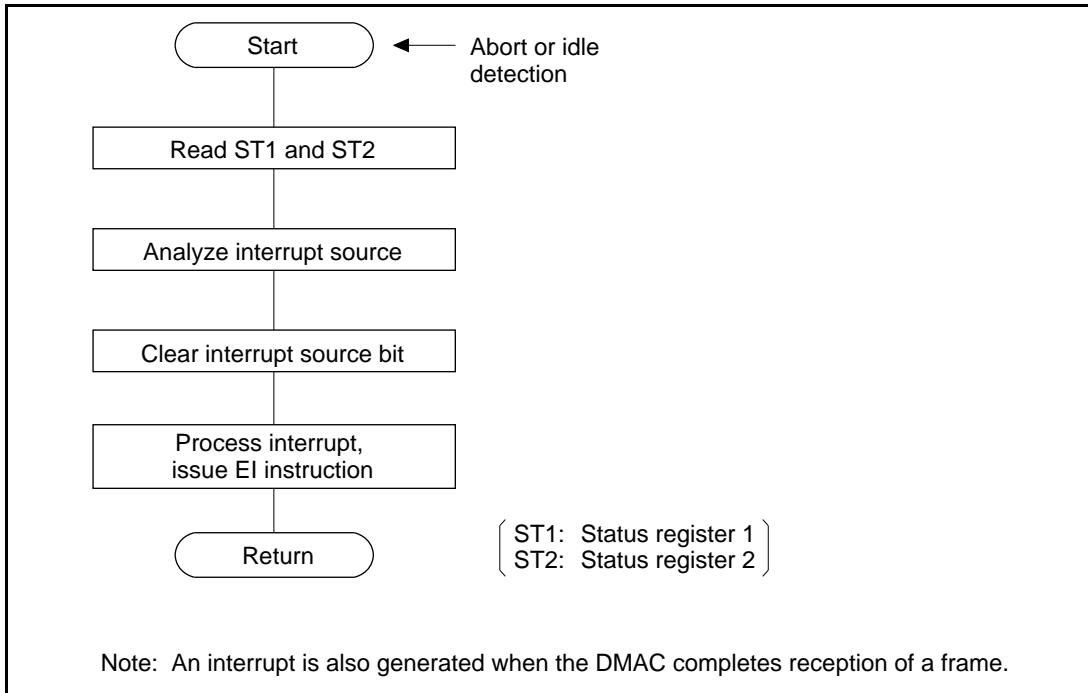 Start
Abort or idle
detection
Read ST1 and ST2
Analyze interrupt source
Clear interrupt source bit
Process interrupt,
issue EI instruction
Return
ST1: Status register 1
ST2: Status register 2
Note: An interrupt is also generated when the DMAC completes reception of a frame.